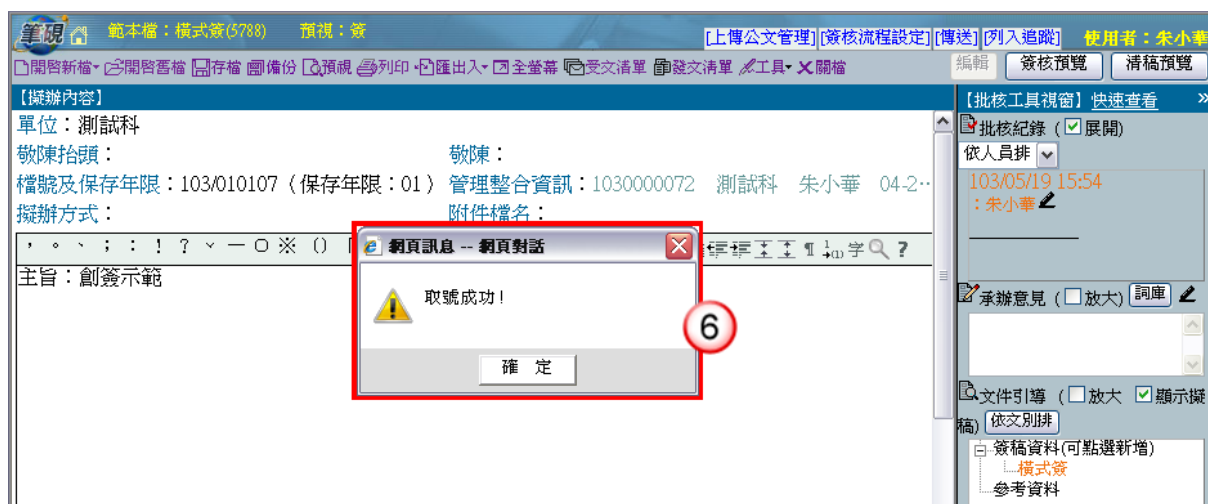 筆硯 範本檔：橫式簽(5788) 預視：簽
[上傳公文管理][簽核流程設定][傳送][列入追蹤] 使用者：朱小華
開啓新檔 開啓舊檔 存檔 備份 預視 列印 匯出入 全螢幕 受文清單 發文清單 工具 關檔 編輯 簽核預覽 清稿預覽
【擬辦內容】
單位：測試科
敬陳抬頭： 敬陳：
檔號及保存年限：103/010107（保存年限：01） 管理整合資訊：1030000072 測試科 朱小華 04-2‥
擬辦方式： 附件檔名：
，。、；：！？﹀—○※ () 字 ?
主旨：創簽示範
網頁訊息 -- 網頁對話
取號成功!
確 定
6
【批核工具視窗】 快速查看 »
批核紀錄 (展開)
依人員排
103/05/19 15:54
：朱小華
承辦意見 (放大) 詞庫
文件引導 (放大 顯示擬
稿) 依文別排
簽稿資料(可點選新增)
橫式簽
參考資料